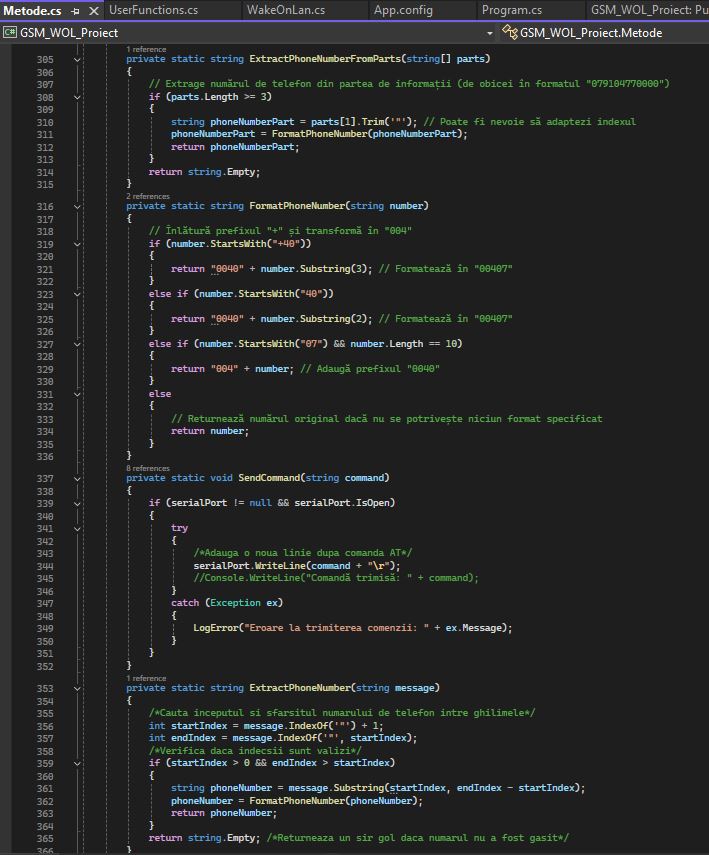 Metode.cs UserFunctions.cs WakeOnLan.cs App.config Program.cs GSM_WOL_Proiect: Pu
GSM_WOL_Proiect GSM_WOL_Proiect.Metode
1 reference
305 private static string ExtractPhoneNumberFromParts(string[] parts)
306 {
307 // Extrage numărul de telefon din partea de informații (de obicei în formatul "079104770000")
308 if (parts.Length >= 3)
309 {
310 string phoneNumberPart = parts[1].Trim('"'); // Poate fi nevoie să adaptezi indexul
311 phoneNumberPart = FormatPhoneNumber(phoneNumberPart);
312 return phoneNumberPart;
313 }
314 return string.Empty;
315 }
2 references
316 private static string FormatPhoneNumber(string number)
317 {
318 // Înlătură prefixul "+" și transformă în "004"
319 if (number.StartsWith("+40"))
320 {
321 return "0040" + number.Substring(3); // Formatează în "00407"
322 }
323 else if (number.StartsWith("40"))
324 {
325 return "0040" + number.Substring(2); // Formatează în "00407"
326 }
327 else if (number.StartsWith("07") && number.Length == 10)
328 {
329 return "004" + number; // Adaugă prefixul "0040"
330 }
331 else
332 {
333 // Returnează numărul original dacă nu se potrivește niciun format specificat
334 return number;
335 }
336 }
8 references
337 private static void SendCommand(string command)
338 {
339 if (serialPort != null && serialPort.IsOpen)
340 {
341 try
342 {
343 /*Adauga o noua linie dupa comanda AT*/
344 serialPort.WriteLine(command + "\r");
345 //Console.WriteLine("Comandă trimisă: " + command);
346 }
347 catch (Exception ex)
348 {
349 LogError("Eroare la trimiterea comenzii: " + ex.Message);
350 }
351 }
352 }
1 reference
353 private static string ExtractPhoneNumber(string message)
354 {
355 /*Cauta inceputul si sfarsitul numarului de telefon intre ghilimele*/
356 int startIndex = message.IndexOf('"') + 1;
357 int endIndex = message.IndexOf('"', startIndex);
358 /*Verifica daca indecsii sunt valizi*/
359 if (startIndex > 0 && endIndex > startIndex)
360 {
361 string phoneNumber = message.Substring(startIndex, endIndex - startIndex);
362 phoneNumber = FormatPhoneNumber(phoneNumber);
363 return phoneNumber;
364 }
365 return string.Empty; /*Returneaza un sir gol daca numarul nu a fost gasit*/
366 }